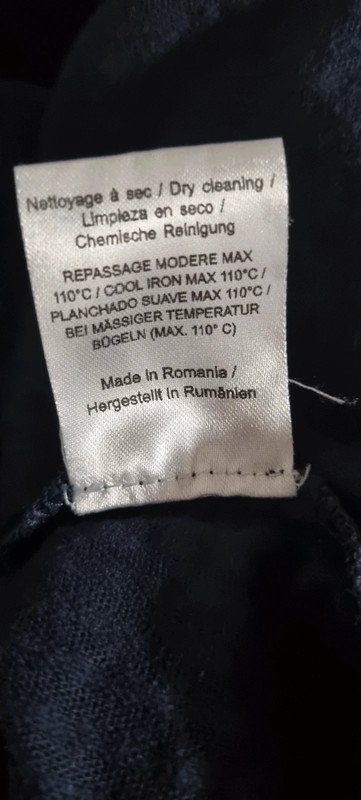 Nettoyage à sec / Dry cleaning /
Limpieza en seco /
Chemische Reinigung
REPASSAGE MODERE MAX
110°C / COOL IRON MAX 110°C /
PLANCHADO SUAVE MAX 110°C /
BEI MÄSSIGER TEMPERATUR
BÜGELN (MAX. 110° C)
Made in Romania /
Hergestellt in Rumänien